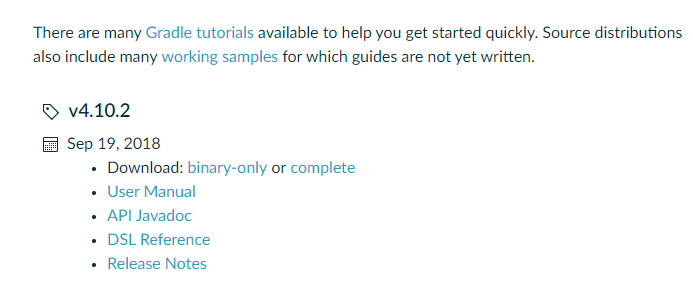 There are many Gradle tutorials available to help you get started quickly. Source distributions
also include many working samples for which guides are not yet written.
v4.10.2
Sep 19, 2018
• Download: binary-only or complete
• User Manual
• API Javadoc
• DSL Reference
• Release Notes